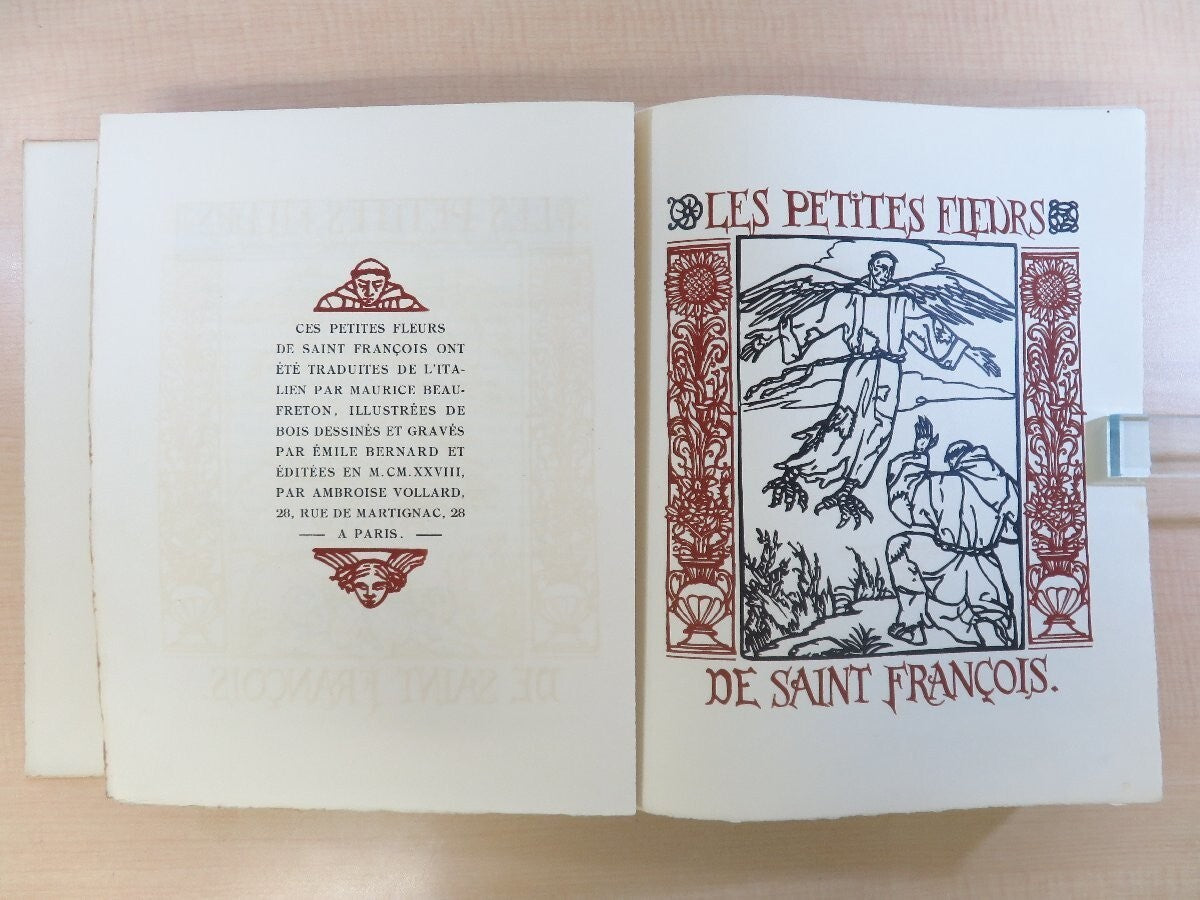 CES PETITES FLEURS
DE SAINT FRANÇOIS ONT
ÉTÉ TRADUITES DE L'ITA-
LIEN PAR MAURICE BEAU-
FRETON, ILLUSTRÉES DE
BOIS DESSINÉS ET GRAVÉS
PAR ÉMILE BERNARD ET
ÉDITÉES EN M.CM.XXVIII,
PAR AMBROISE VOLLARD,
28, RUE DE MARTIGNAC, 28
— A PARIS. —
LES PETITES FLEURS
DE SAINT FRANÇOIS.